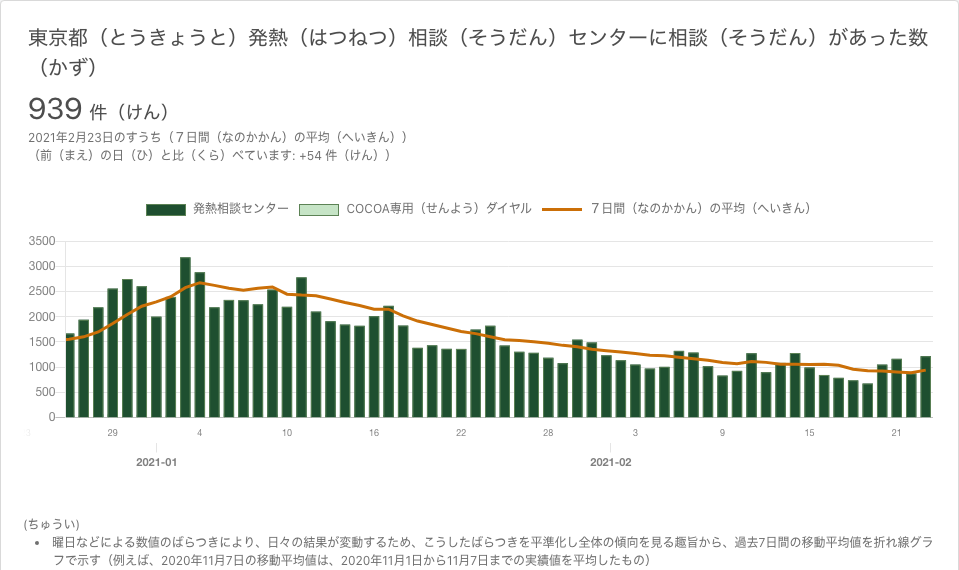 東京都（とうきょうと）発熱（はつねつ）相談（そうだん）センターに相談（そうだん）があった数
（かず）
939 件（けん）
2021年2月23日のすうち（７日間（なのかかん）の平均（へいきん））
（前（まえ）の日（ひ）と比（くら）べています: +54 件（けん））
発熱相談センター COCOA専用（せんよう）ダイヤル ７日間（なのかかん）の平均（へいきん）
3500
3000
2500
2000
1500
1000
500
0
29 4 10 16 22 28 3 9 15 21
2021-01 2021-02
(ちゅうい)
• 曜日などによる数値のばらつきにより、日々の結果が変動するため、こうしたばらつきを平準化し全体の傾向を見る趣旨から、過去7日間の移動平均値を折れ線グラ
フで示す（例えば、2020年11月7日の移動平均値は、2020年11月1日から11月7日までの実績値を平均したもの）